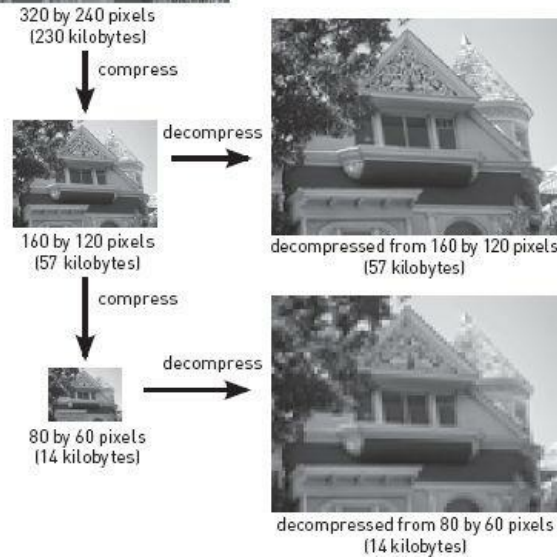 320 by 240 pixels
(230 kilobytes)
compress
decompress
160 by 120 pixels
(57 kilobytes)
decompressed from 160 by 120 pixels
(57 kilobytes)
compress
decompress
80 by 60 pixels
(14 kilobytes)
decompressed from 80 by 60 pixels
(14 kilobytes)